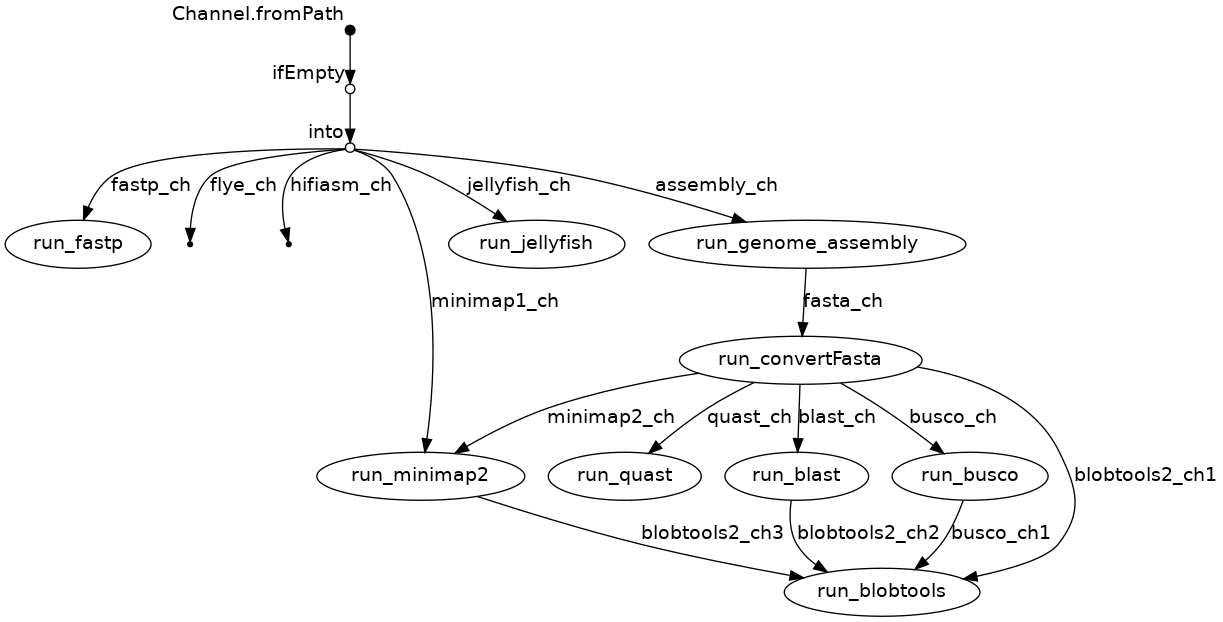 Channel.fromPath
ifEmpty
into
fastp_ch
flye_ch
hifiasm_ch
jellyfish_ch
assembly_ch
run_fastp
run_jellyfish
run_genome_assembly
minimap1_ch
fasta_ch
run_convertFasta
minimap2_ch
quast_ch
blast_ch
busco_ch
run_minimap2
run_quast
run_blast
run_busco
blobtools2_ch1
blobtools2_ch3
blobtools2_ch2
busco_ch1
run_blobtools